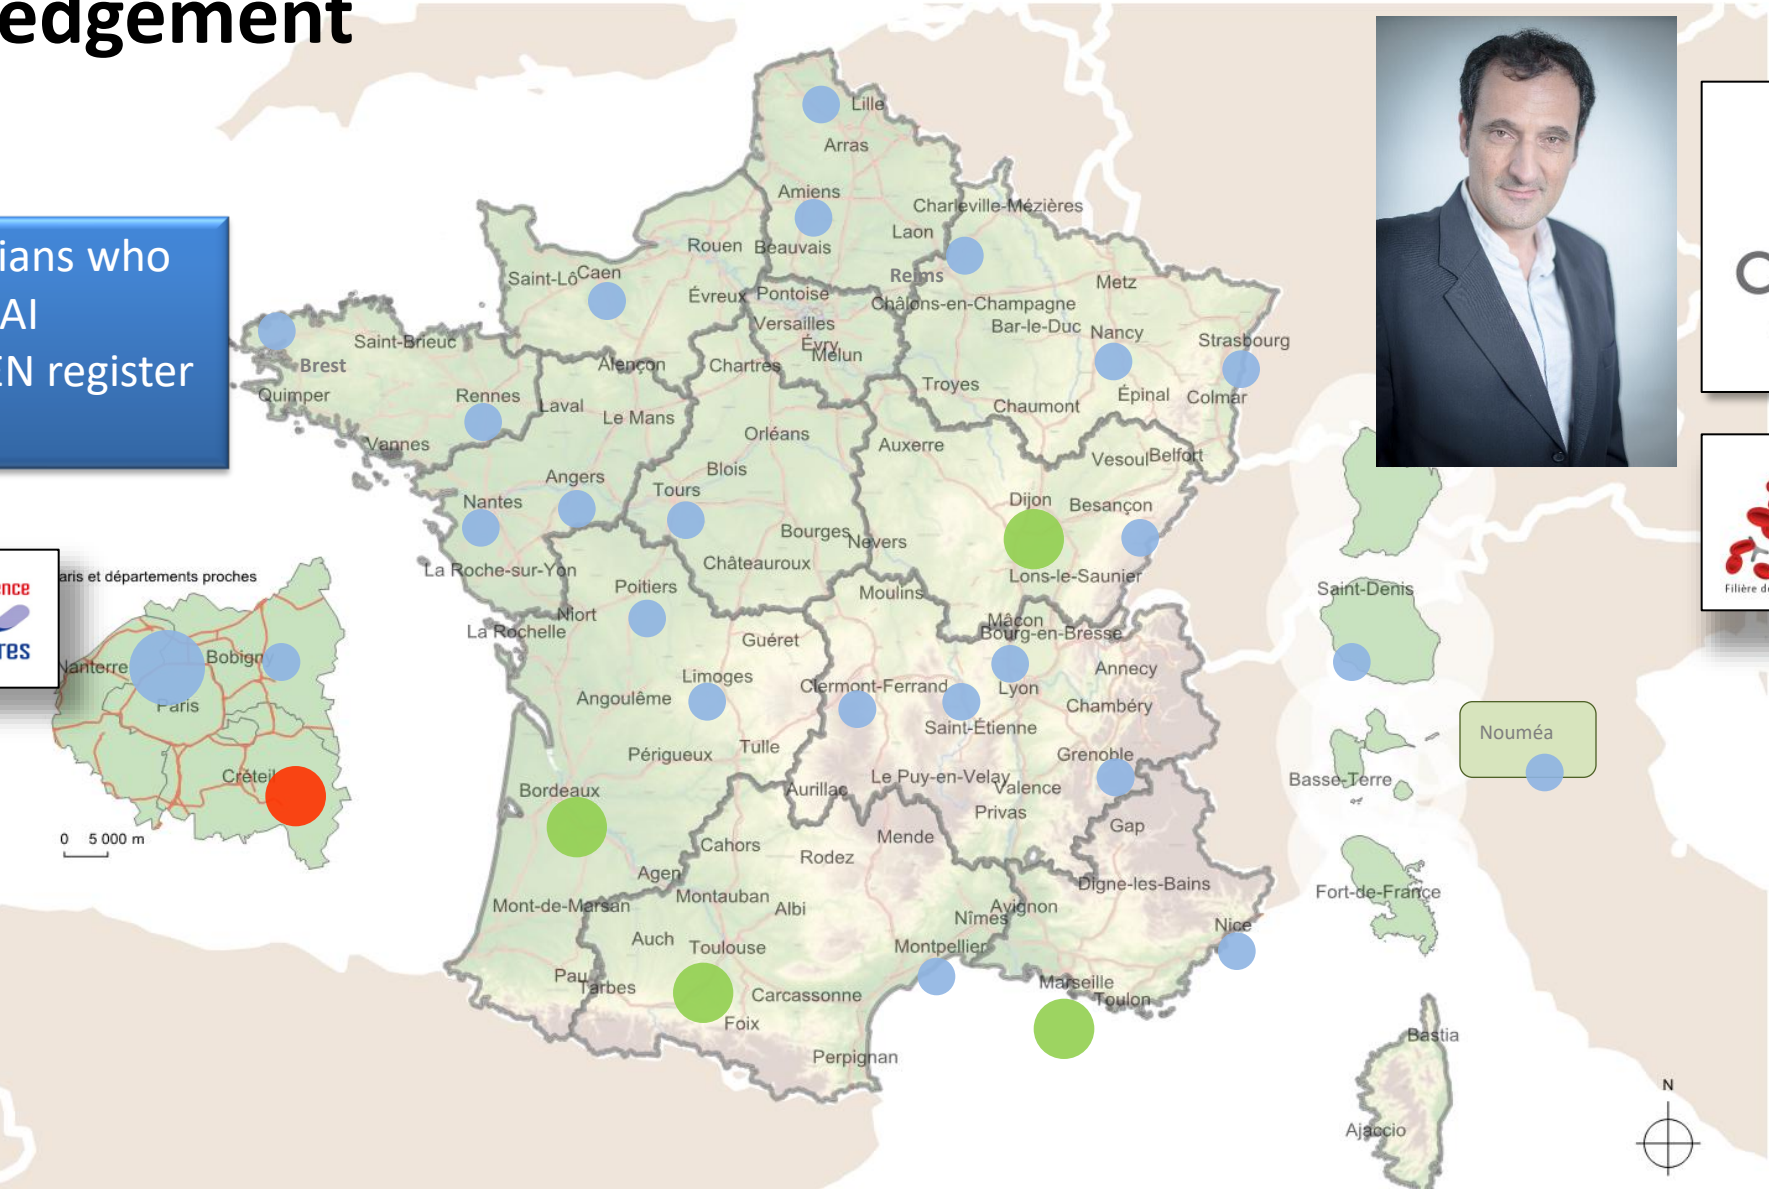 edgement
ians who
AI
EN register
ence
res
aris et départements proches
Nanterre
Bobigny
Paris
Créteil
0 5 000 m
Lille
Arras
Amiens
Charleville-Mézières
Laon
Rouen
Beauvais
Reims
Saint-Lô
Caen
Metz
Évreux
Pontoise
Châlons-en-Champagne
Versailles
Bar-le-Duc
Nancy
Strasbourg
Saint-Brieuc
Évry
Melun
Brest
Alençon
Chartres
Troyes
Épinal
Colmar
Quimper
Rennes
Laval
Le Mans
Chaumont
Orléans
Auxerre
Vannes
Vesoul
Belfort
Blois
Angers
Tours
Nantes
Dijon
Besançon
Bourges
Nevers
La Roche-sur-Yon
Châteauroux
Lons-le-Saunier
Poitiers
Moulins
Niort
Mâcon
La Rochelle
Guéret
Bourg-en-Bresse
Annecy
Limoges
Clermont-Ferrand
Lyon
Angoulême
Chambéry
Saint-Étienne
Périgueux
Tulle
Grenoble
Le Puy-en-Velay
Bordeaux
Aurillac
Valence
Privas
Gap
Mende
Cahors
Rodez
Agen
Digne-les-Bains
Montauban
Mont-de-Marsan
Albi
Avignon
Nîmes
Nice
Auch
Toulouse
Montpellier
Pau
Tarbes
Marseille
Carcassonne
Toulon
Foix
Perpignan
Saint-Denis
Basse-Terre
Fort-de-France
Bastia
Ajaccio
Nouméa
Filière de
N